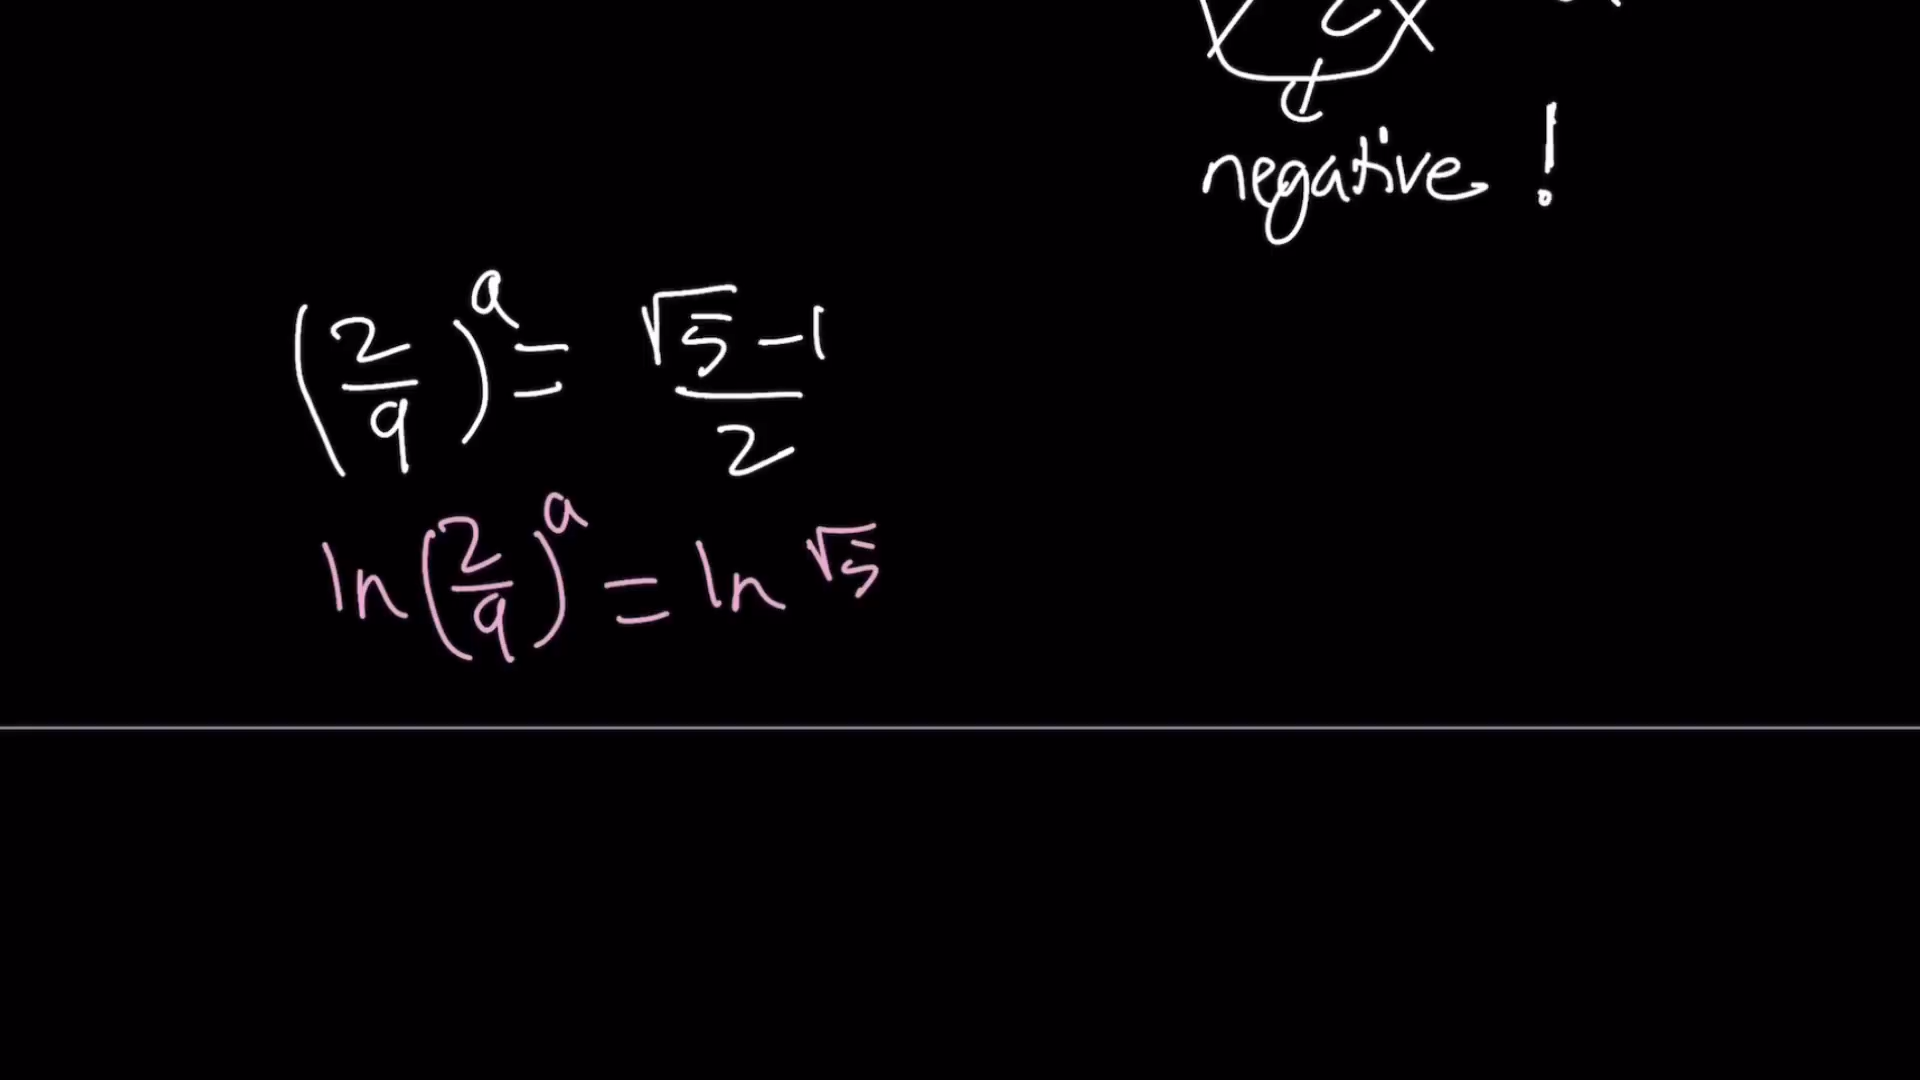 negative !
(2/9)^a = (√5 - 1)/2
ln(2/9)^a = ln √5